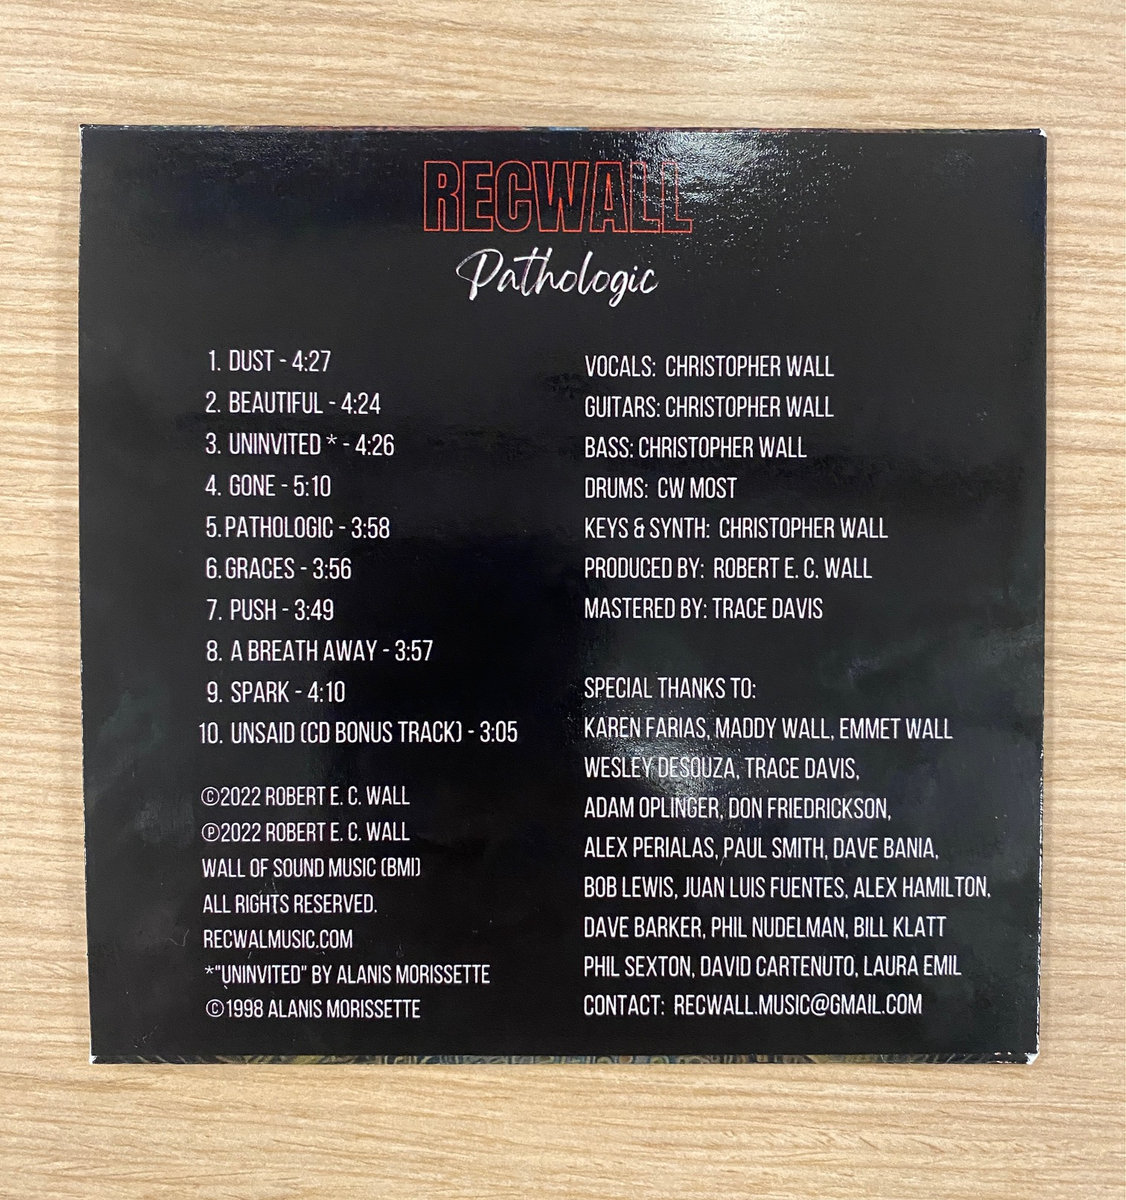 RECWALL
Pathologic
1. DUST - 4:27
2. BEAUTIFUL - 4:24
3. UNINVITED * - 4:26
4. GONE - 5:10
5. PATHOLOGIC - 3:58
6. GRACES - 3:56
7. PUSH - 3:49
8. A BREATH AWAY - 3:57
9. SPARK - 4:10
10. UNSAID (CD BONUS TRACK) - 3:05
©2022 ROBERT E. C. WALL
℗2022 ROBERT E. C. WALL
WALL OF SOUND MUSIC (BMI)
ALL RIGHTS RESERVED.
RECWALMUSIC.COM
*"UNINVITED" BY ALANIS MORISSETTE
©1998 ALANIS MORISSETTE
VOCALS: CHRISTOPHER WALL
GUITARS: CHRISTOPHER WALL
BASS: CHRISTOPHER WALL
DRUMS: CW MOST
KEYS & SYNTH: CHRISTOPHER WALL
PRODUCED BY: ROBERT E. C. WALL
MASTERED BY: TRACE DAVIS
SPECIAL THANKS TO:
KAREN FARIAS, MADDY WALL, EMMET WALL
WESLEY DESOUZA, TRACE DAVIS,
ADAM OPLINGER, DON FRIEDRICKSON,
ALEX PERIALAS, PAUL SMITH, DAVE BANIA,
BOB LEWIS, JUAN LUIS FUENTES, ALEX HAMILTON,
DAVE BARKER, PHIL NUDELMAN, BILL KLATT
PHIL SEXTON, DAVID CARTENUTO, LAURA EMIL
CONTACT: RECWALL.MUSIC@GMAIL.COM